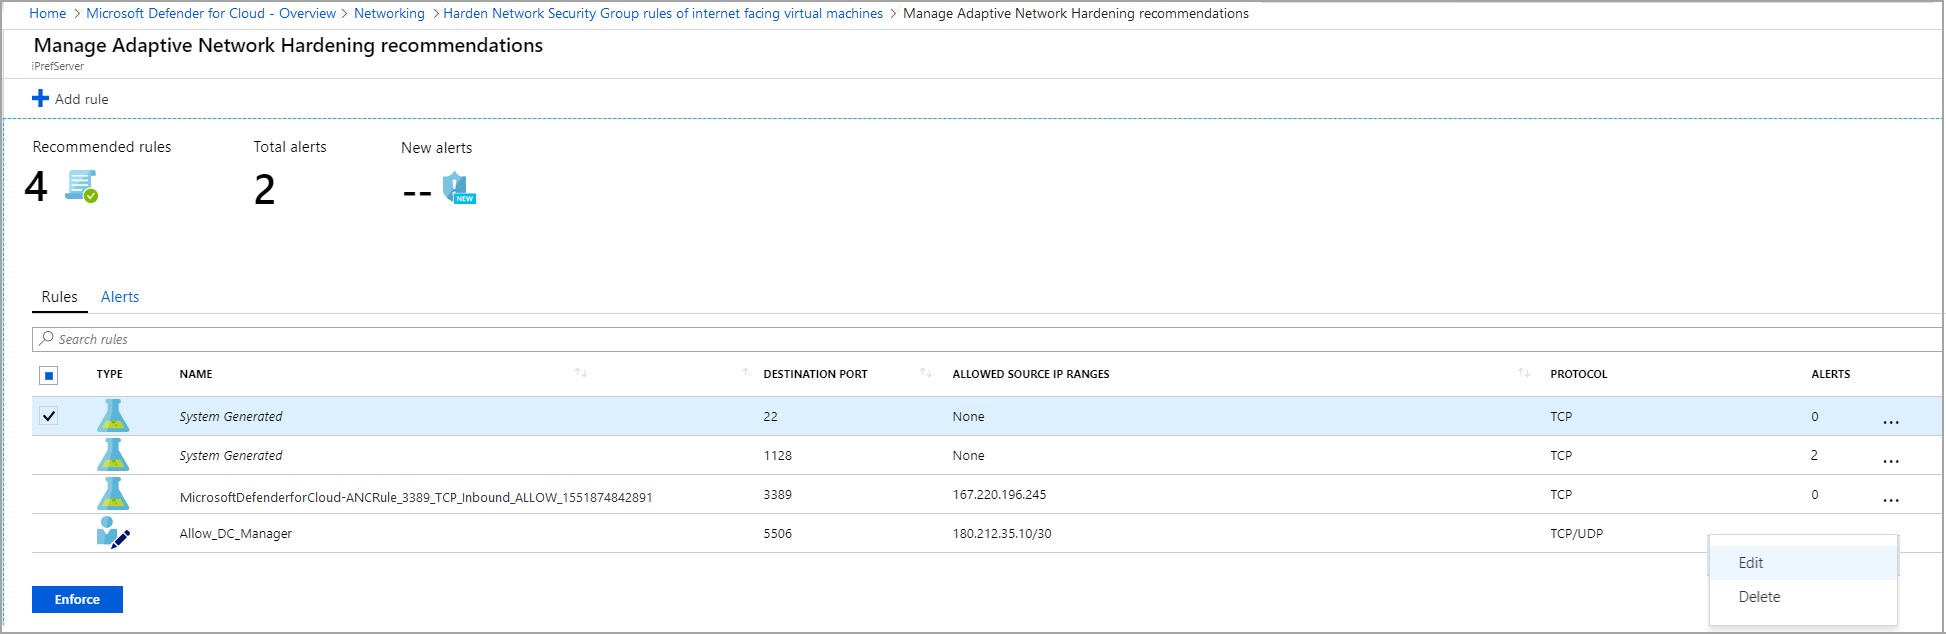 Home > Microsoft Defender for Cloud - Overview > Networking > Harden Network Security Group rules of internet facing virtual machines > Manage Adaptive Network Hardening recommendations
Manage Adaptive Network Hardening recommendations
iPrefServer
Add rule
Recommended rules Total alerts New alerts
4 2 --
NEW
Rules Alerts
Search rules
TYPE NAME DESTINATION PORT ALLOWED SOURCE IP RANGES PROTOCOL ALERTS
System Generated 22 None TCP 0 ...
System Generated 1128 None TCP 2 ...
MicrosoftDefenderforCloud-ANCRule_3389_TCP_Inbound_ALLOW_1551874842891 3389 167.220.196.245 TCP 0 ...
Allow_DC_Manager 5506 180.212.35.10/30 TCP/UDP
Edit
Delete
Enforce